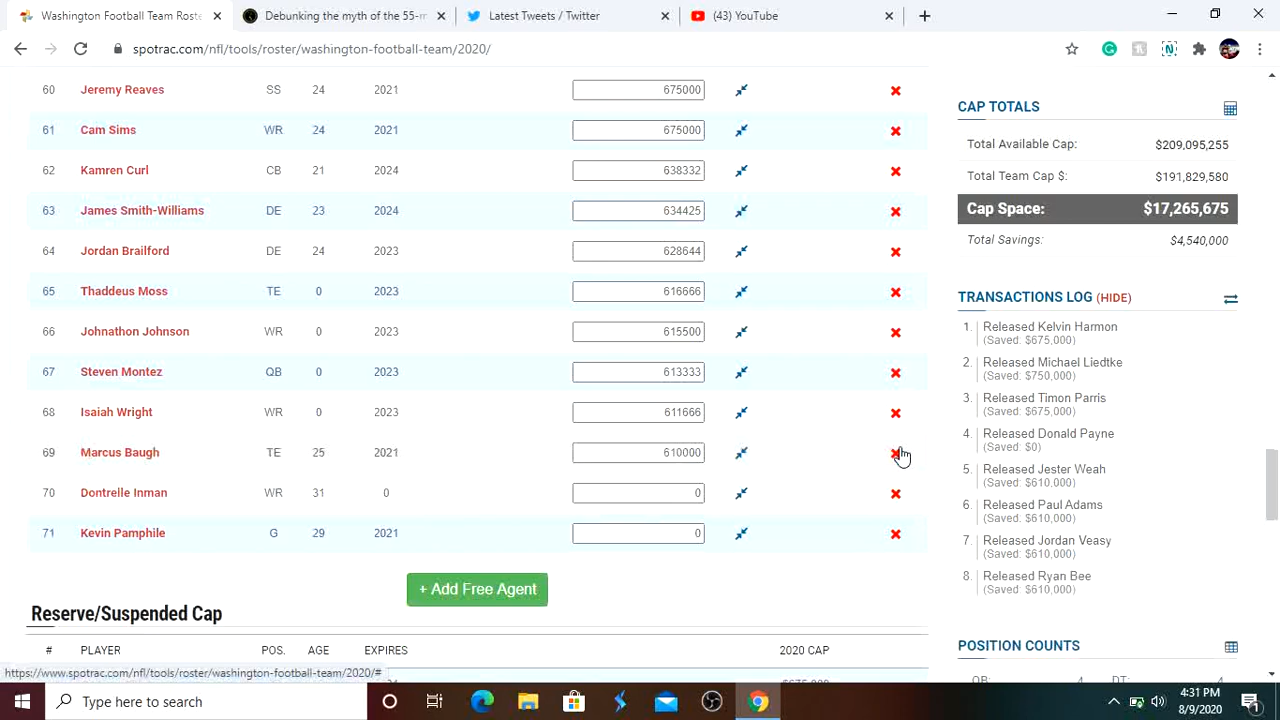 Washington Football Team Roste
Debunking the myth of the 55-m
Latest Tweets / Twitter
(43) YouTube
spotrac.com/nfl/tools/roster/washington-football-team/2020/
60 Jeremy Reaves SS 24 2021 675000
61 Cam Sims WR 24 2021 675000
62 Kamren Curl CB 21 2024 638332
63 James Smith-Williams DE 23 2024 634425
64 Jordan Brailford DE 24 2023 628644
65 Thaddeus Moss TE 0 2023 616666
66 Johnathon Johnson WR 0 2023 615500
67 Steven Montez QB 0 2023 613333
68 Isaiah Wright WR 0 2023 611666
69 Marcus Baugh TE 25 2021 610000
70 Dontrelle Inman WR 31 0 0
71 Kevin Pamphile G 29 2021 0
+ Add Free Agent
Reserve/Suspended Cap
# PLAYER POS. AGE EXPIRES 2020 CAP
https://www.spotrac.com/nfl/tools/roster/washington-football-team/2020/#
CAP TOTALS
Total Available Cap: $209,095,255
Total Team Cap $: $191,829,580
Cap Space: $17,265,675
Total Savings: $4,540,000
TRANSACTIONS LOG (HIDE)
1. Released Kelvin Harmon
(Saved: $675,000)
2. Released Michael Liedtke
(Saved: $750,000)
3. Released Timon Parris
(Saved: $675,000)
4. Released Donald Payne
(Saved: $0)
5. Released Jester Weah
(Saved: $610,000)
6. Released Paul Adams
(Saved: $610,000)
7. Released Jordan Veasy
(Saved: $610,000)
8. Released Ryan Bee
(Saved: $610,000)
POSITION COUNTS
QB: 4 DT: 4
Type here to search
4:31 PM
8/9/2020